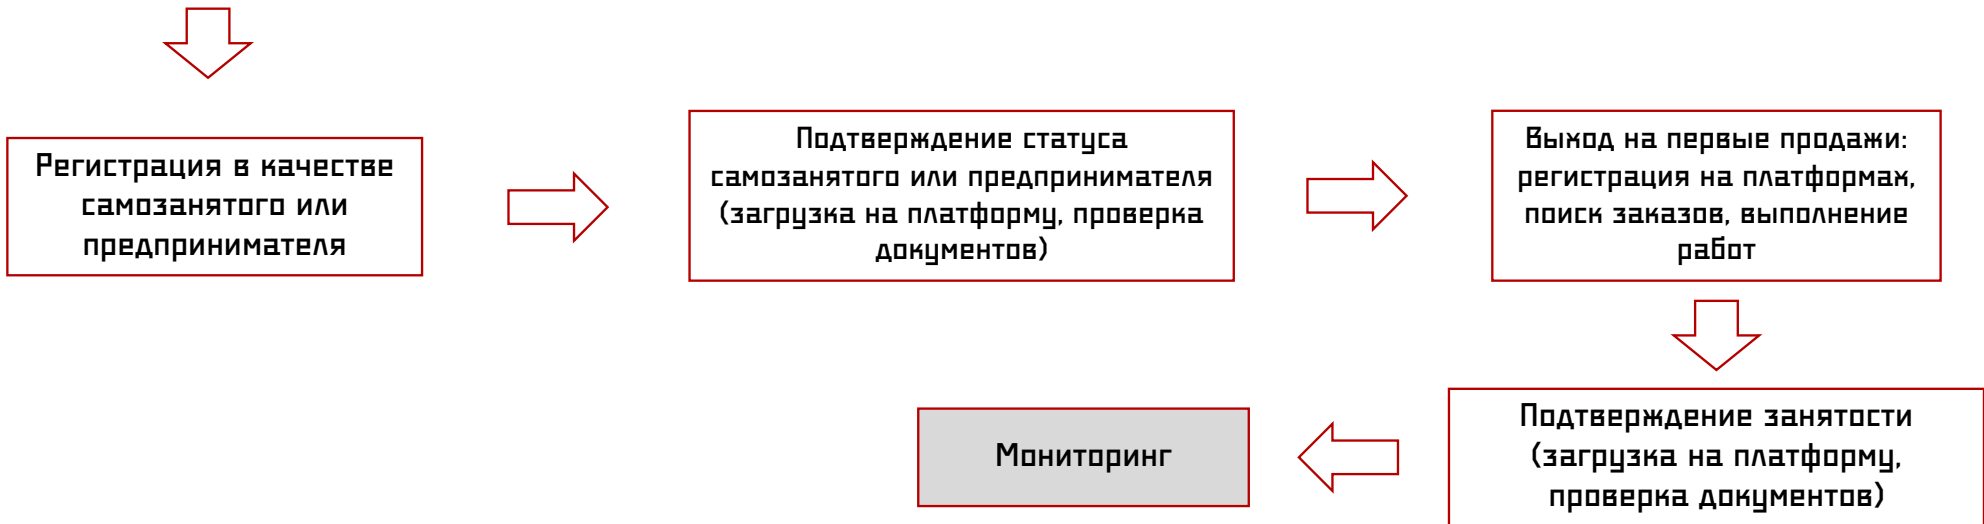 Регистрация в качестве
самозанятого или
предпринимателя
Подтверждение статуса
самозанятого или предпринимателя
(загрузка на платформу, проверка
документов)
Выход на первые продажи:
регистрация на платформах,
поиск заказов, выполнение
работ
Подтверждение занятости
(загрузка на платформу,
проверка документов)
Мониторинг